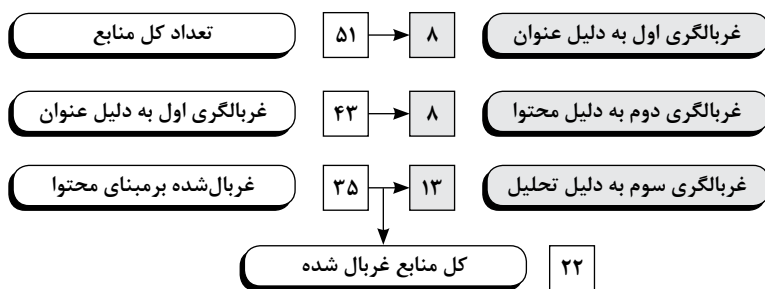 غربالگری اول به دلیل عنوان ۸ ۵۱ تعداد کل منابع
غربالگری دوم به دلیل محتوا ۸ ۴۳ غربالگری اول به دلیل عنوان
غربالگری سوم به دلیل تحلیل ۱۳ ۳۵ غربال‌شده برمبنای محتوا
۲۲ کل منابع غربال شده